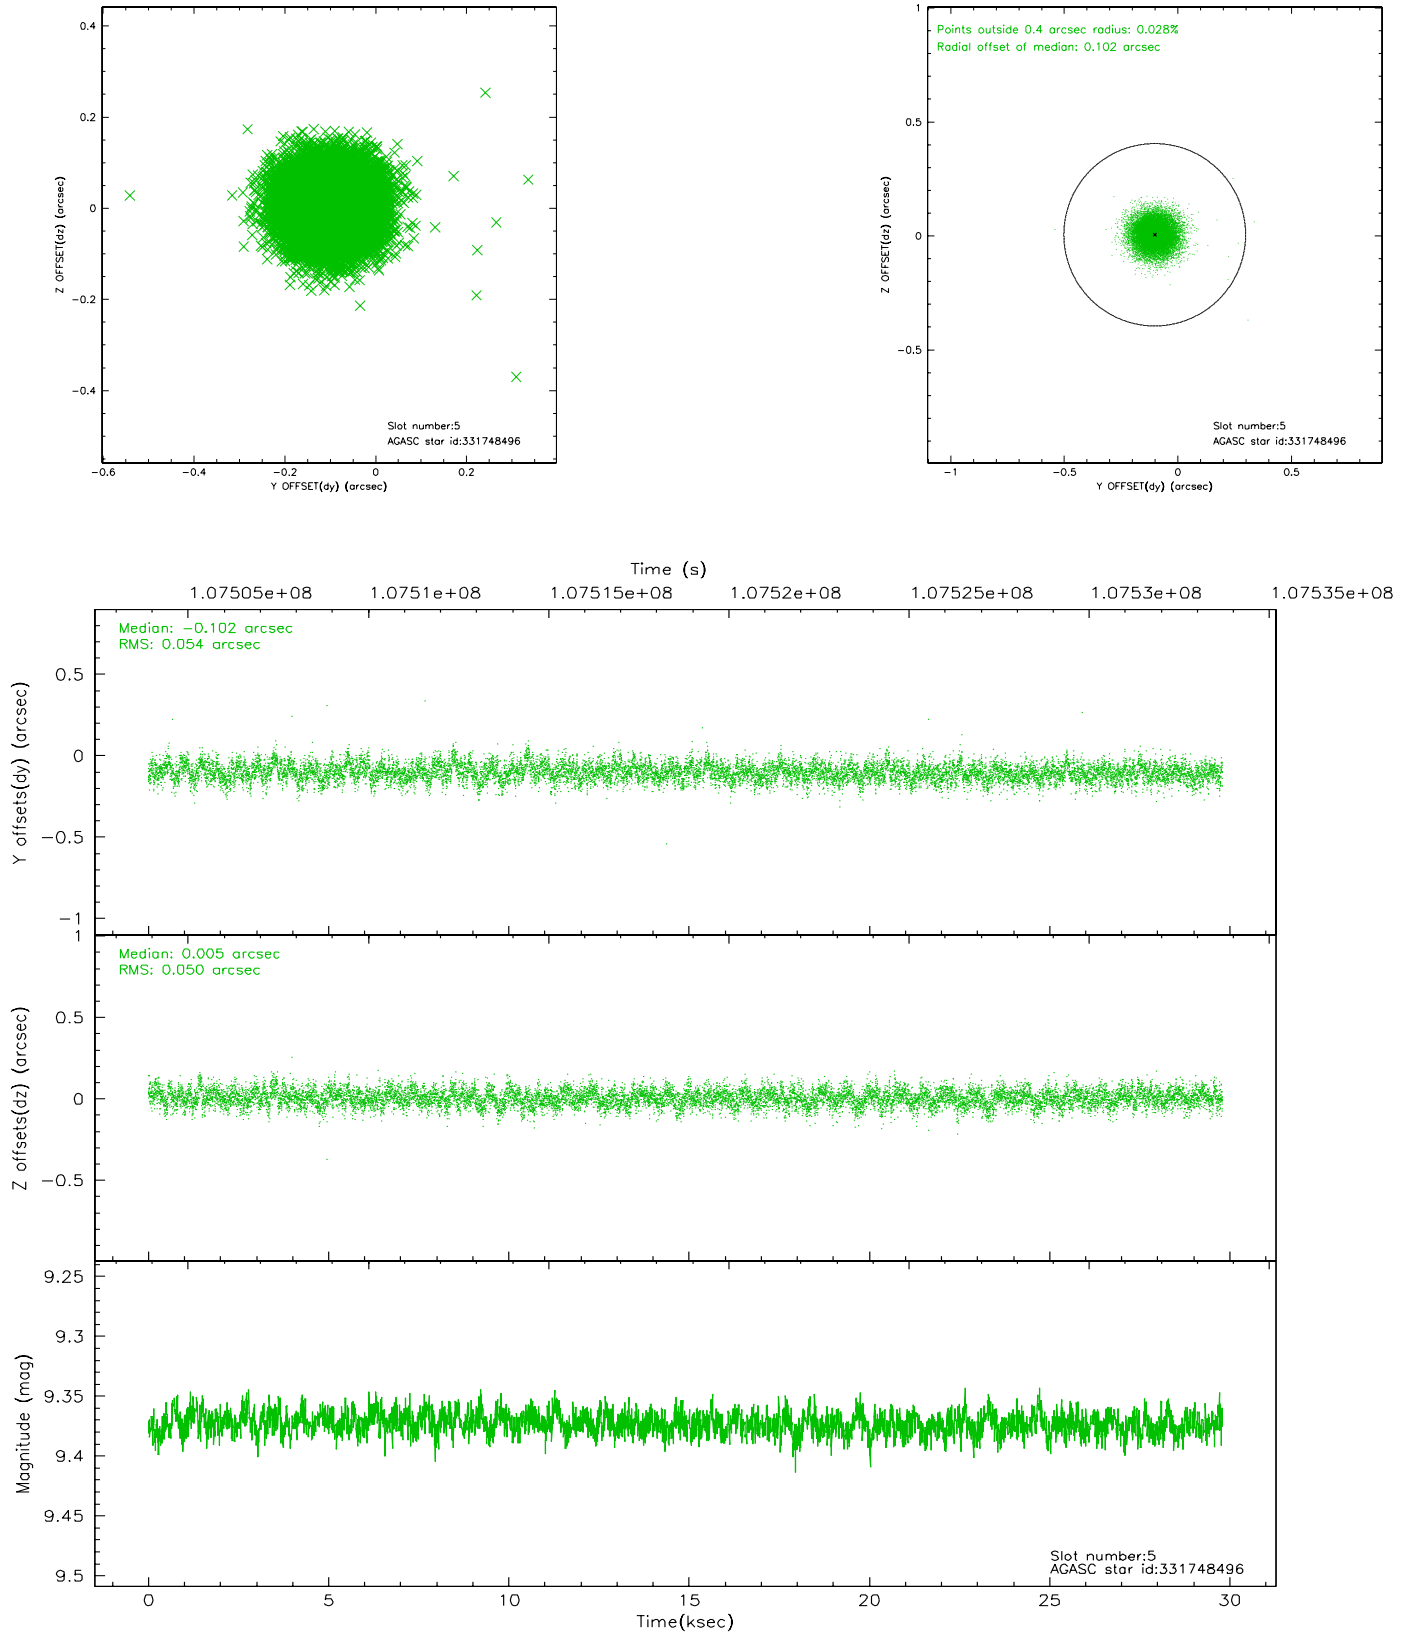 0.4
0.2
0
−0.2
−0.4
Z OFFSET(dz) (arcsec)
Slot number:5
AGASC star id:331748496
−0.6 −0.4 −0.2 0 0.2
Y OFFSET(dy) (arcsec)
Points outside 0.4 arcsec radius: 0.028%
Radial offset of median: 0.102 arcsec
1
0.5
0
−0.5
Z OFFSET(dz) (arcsec)
Slot number:5
AGASC star id:331748496
−1 −0.5 0 0.5
Y OFFSET(dy) (arcsec)
Time (s)
1.07505e+08 1.0751e+08 1.07515e+08 1.0752e+08 1.07525e+08 1.0753e+08 1.07535e+08
Median: −0.102 arcsec
RMS: 0.054 arcsec
0.5
0
−0.5
−1
Y offsets(dy) (arcsec)
Median: 0.005 arcsec
RMS: 0.050 arcsec
1
0.5
0
−0.5
Z offsets(dz) (arcsec)
9.25
9.3
9.35
9.4
9.45
9.5
Magnitude (mag)
Slot number:5
AGASC star id:331748496
0 5 10 15 20 25 30
Time(ksec)